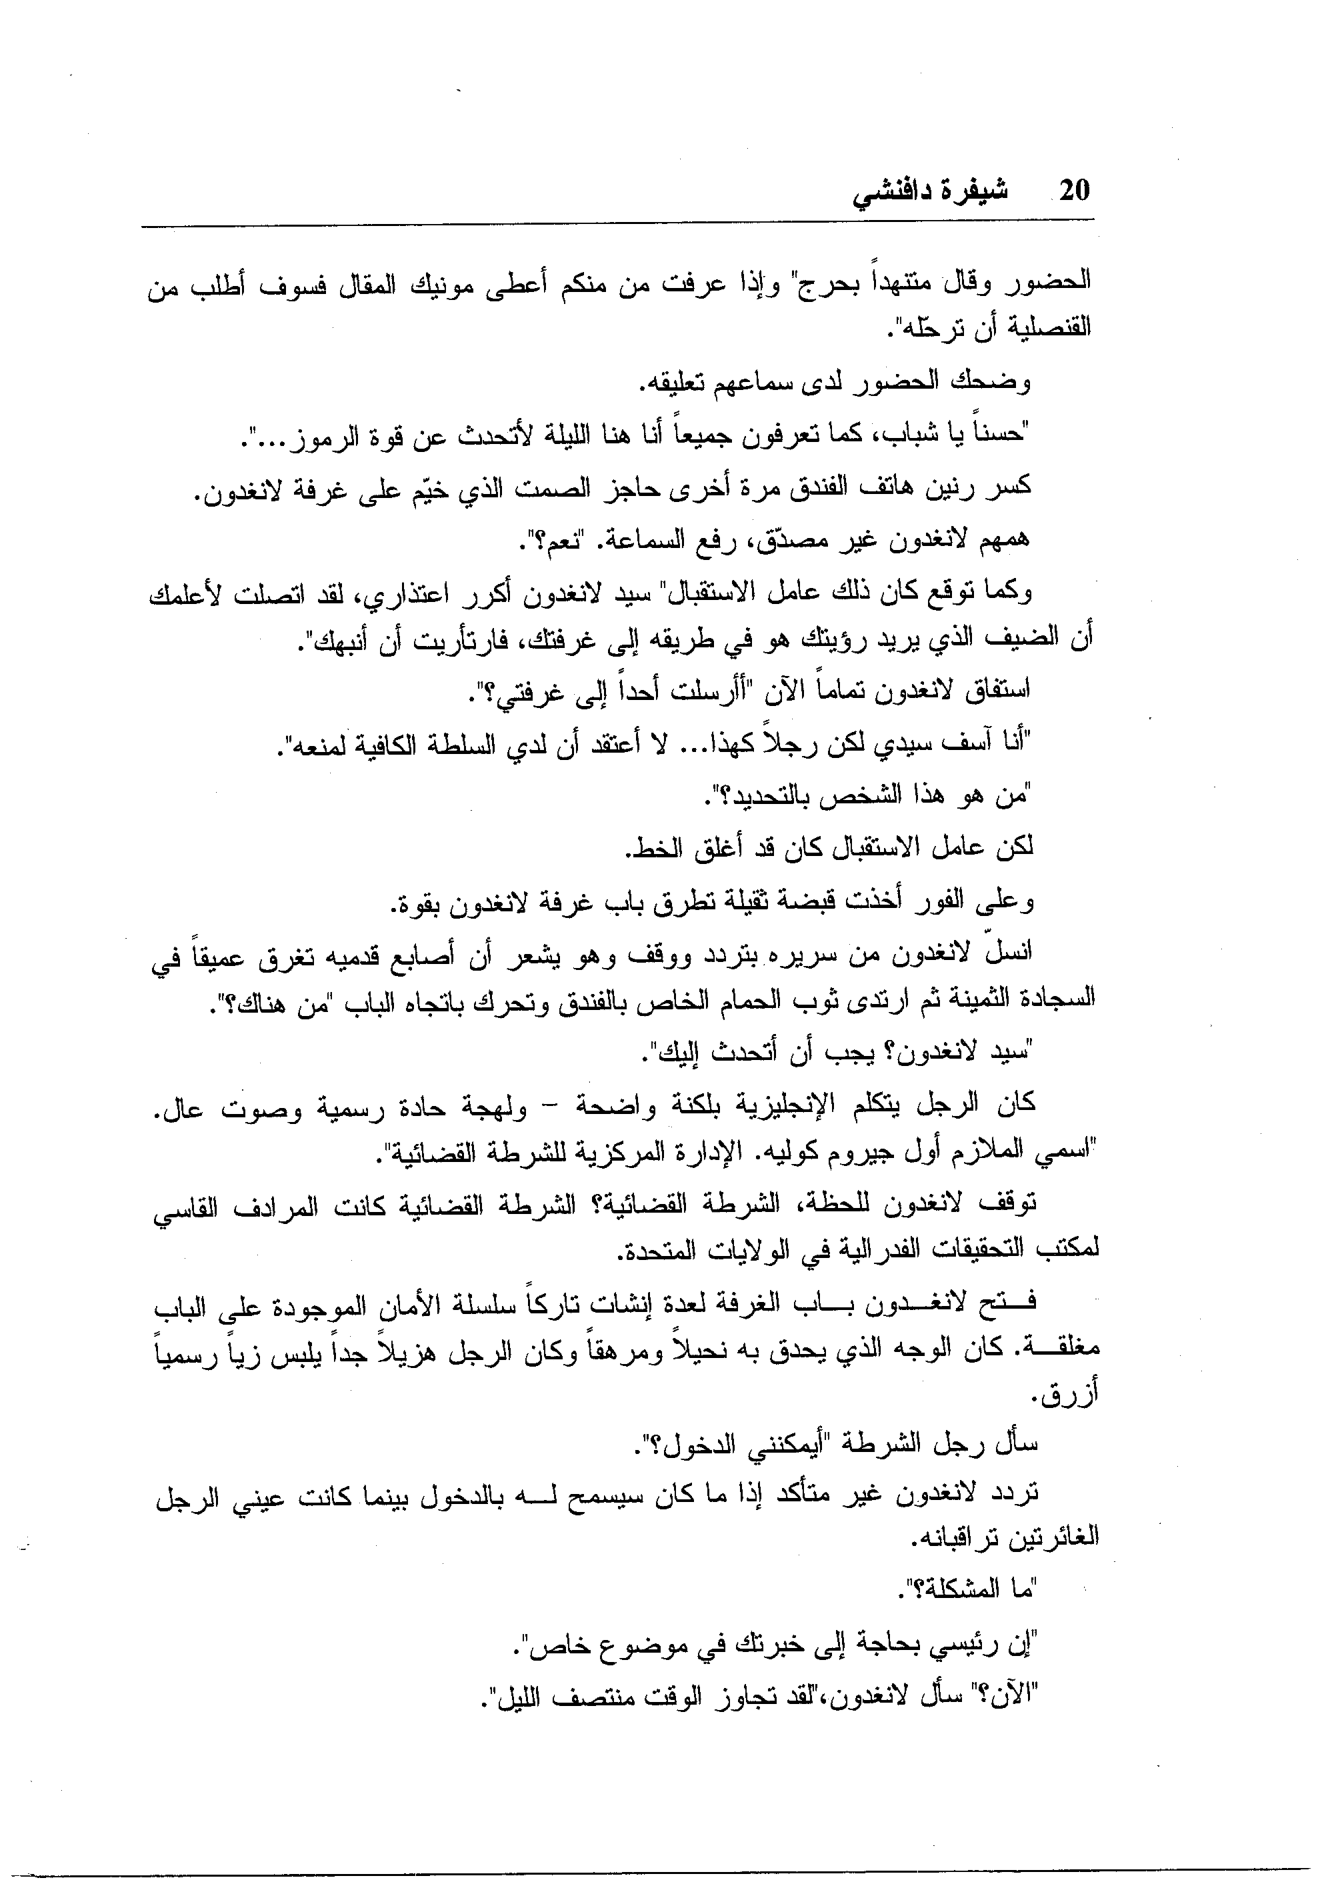 20 شيفرة دافنشي
الحضور وقال متنهداً بحرج" وإذا عرفت من منكم أعطى مونيك المقال فسوف أطلب من
القنصلية أن ترحّله".
وضحك الحضور لدى سماعهم تعليقه.
"حسناً يا شباب، كما تعرفون جميعاً أنا هنا الليلة لأتحدث عن قوة الرموز...".
كسر رنين هاتف الفندق مرة أخرى حاجز الصمت الذي خيّم على غرفة لانغدون.
همهم لانغدون غير مصدّق، رفع السماعة. "نعم؟".
وكما توقع كان ذلك عامل الاستقبال" سيد لانغدون أكرر اعتذاري، لقد اتصلت لأعلمك
أن الضيف الذي يريد رؤيتك هو في طريقه إلى غرفتك، فارتأريت أن أنبهك".
استفاق لانغدون تماماً الآن "أأرسلت أحداً إلى غرفتي؟".
"أنا آسف سيدي لكن رجلاً كهذا... لا أعتقد أن لدي السلطة الكافية لمنعه".
"من هو هذا الشخص بالتحديد؟".
لكن عامل الاستقبال كان قد أغلق الخط.
وعلى الفور أخذت قبضة ثقيلة تطرق باب غرفة لانغدون بقوة.
انسلّ لانغدون من سريره بتردد ووقف وهو يشعر أن أصابع قدميه تغرق عميقاً في
السجادة الثمينة ثم ارتدى ثوب الحمام الخاص بالفندق وتحرك باتجاه الباب "من هناك؟".
"سيد لانغدون؟ يجب أن أتحدث إليك".
كان الرجل يتكلم الإنجليزية بلكنة واضحة – ولهجة حادة رسمية وصوت عال.
"اسمي الملازم أول جيروم كوليه. الإدارة المركزية للشرطة القضائية".
توقف لانغدون للحظة، الشرطة القضائية؟ الشرطة القضائية كانت المرادف القاسي
لمكتب التحقيقات الفدرالية في الولايات المتحدة.
فـــتح لانغـــدون بـــاب الغرفة لعدة إنشات تاركاً سلسلة الأمان الموجودة على الباب
مغلقـــة. كان الوجه الذي يحدق به نحيلاً ومرهقاً وكان الرجل هزيلاً جداً يلبس زياً رسمياً
أزرق.
سأل رجل الشرطة "أيمكنني الدخول؟".
تردد لانغدون غير متأكد إذا ما كان سيسمح لـــه بالدخول بينما كانت عيني الرجل
الغائرتين تراقبانه.
"ما المشكلة؟".
"إن رئيسي بحاجة إلى خبرتك في موضوع خاص".
"الآن؟" سأل لانغدون،"لقد تجاوز الوقت منتصف الليل".